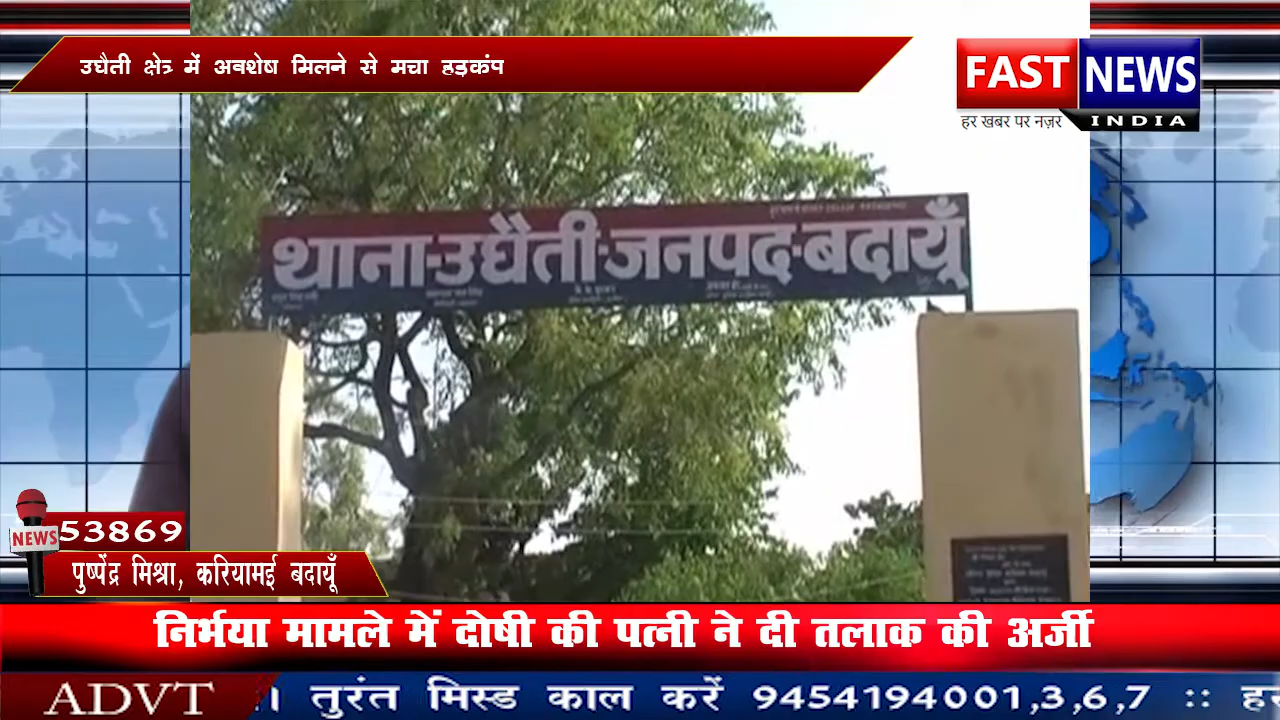 उघैती क्षेत्र में अवशेष मिलने से मचा हड़कंप
FAST NEWS
INDIA
हर खबर पर नज़र
थाना-उघैती-जनपद-बदायूँ
53869
NEWS
पुष्पेंद्र मिश्रा, करियामई बदायूँ
निर्भया मामले में दोषी की पत्नी ने दी तलाक की अर्जी
ADVT । तुरंत मिस्ड काल करें 9454194001,3,6,7 :: ह